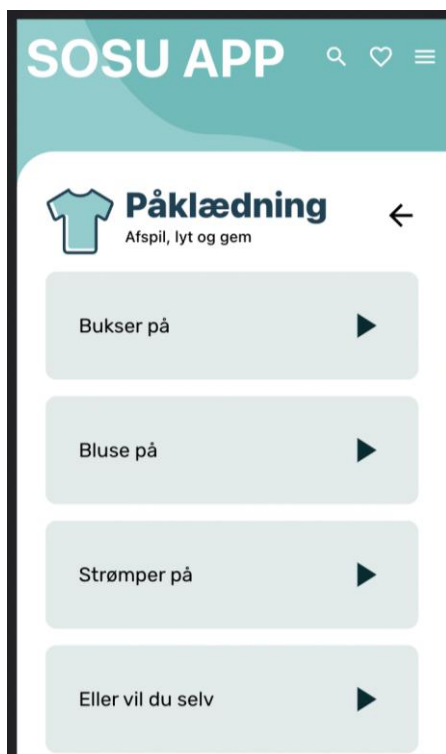 SOSU APP
Påklædning
Afspil, lyt og gem
Bukser på
Bluse på
Strømper på
Eller vil du selv